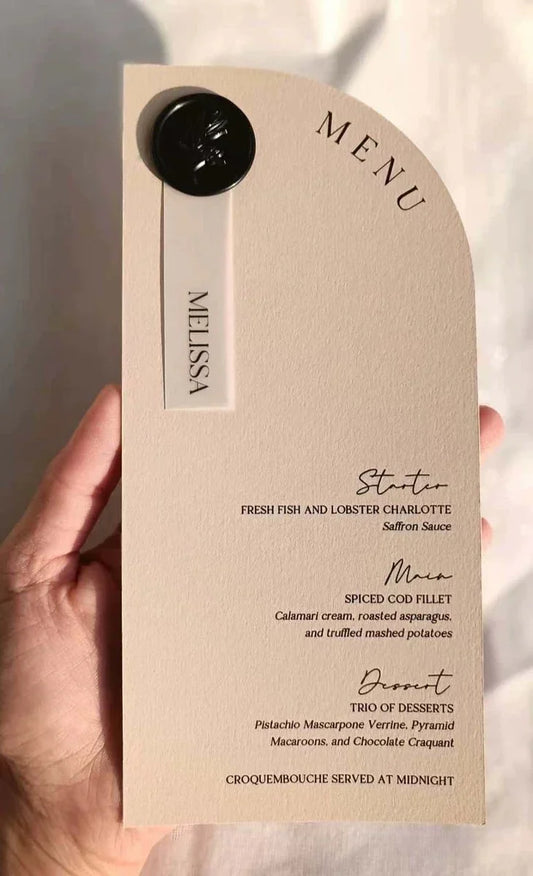 MENU
MELISSA
Starter
FRESH FISH AND LOBSTER CHARLOTTE
Saffron Sauce
Main
SPICED COD FILLET
Calamari cream, roasted asparagus,
and truffled mashed potatoes
Dessert
TRIO OF DESSERTS
Pistachio Mascarpone Verrine, Pyramid
Macaroons, and Chocolate Craquant
CROQUEMBOUCHE SERVED AT MIDNIGHT